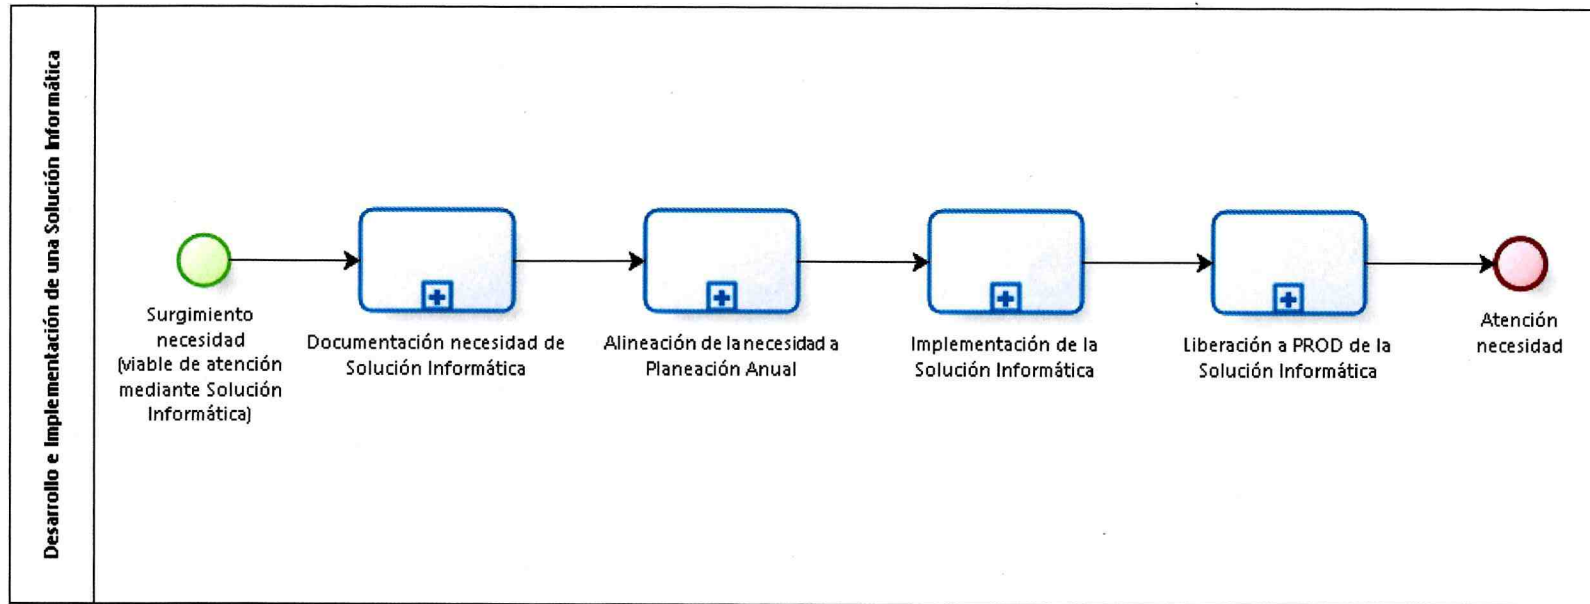 Desarrollo e Implementación de una Solución Informática
Surgimiento
necesidad
(viable de atención
mediante Solución
Informática)
Documentación necesidad de
Solución Informática
Alineación de la necesidad a
Planeación Anual
Implementación de la
Solución Informática
Liberación a PROD de la
Solución Informática
Atención
necesidad